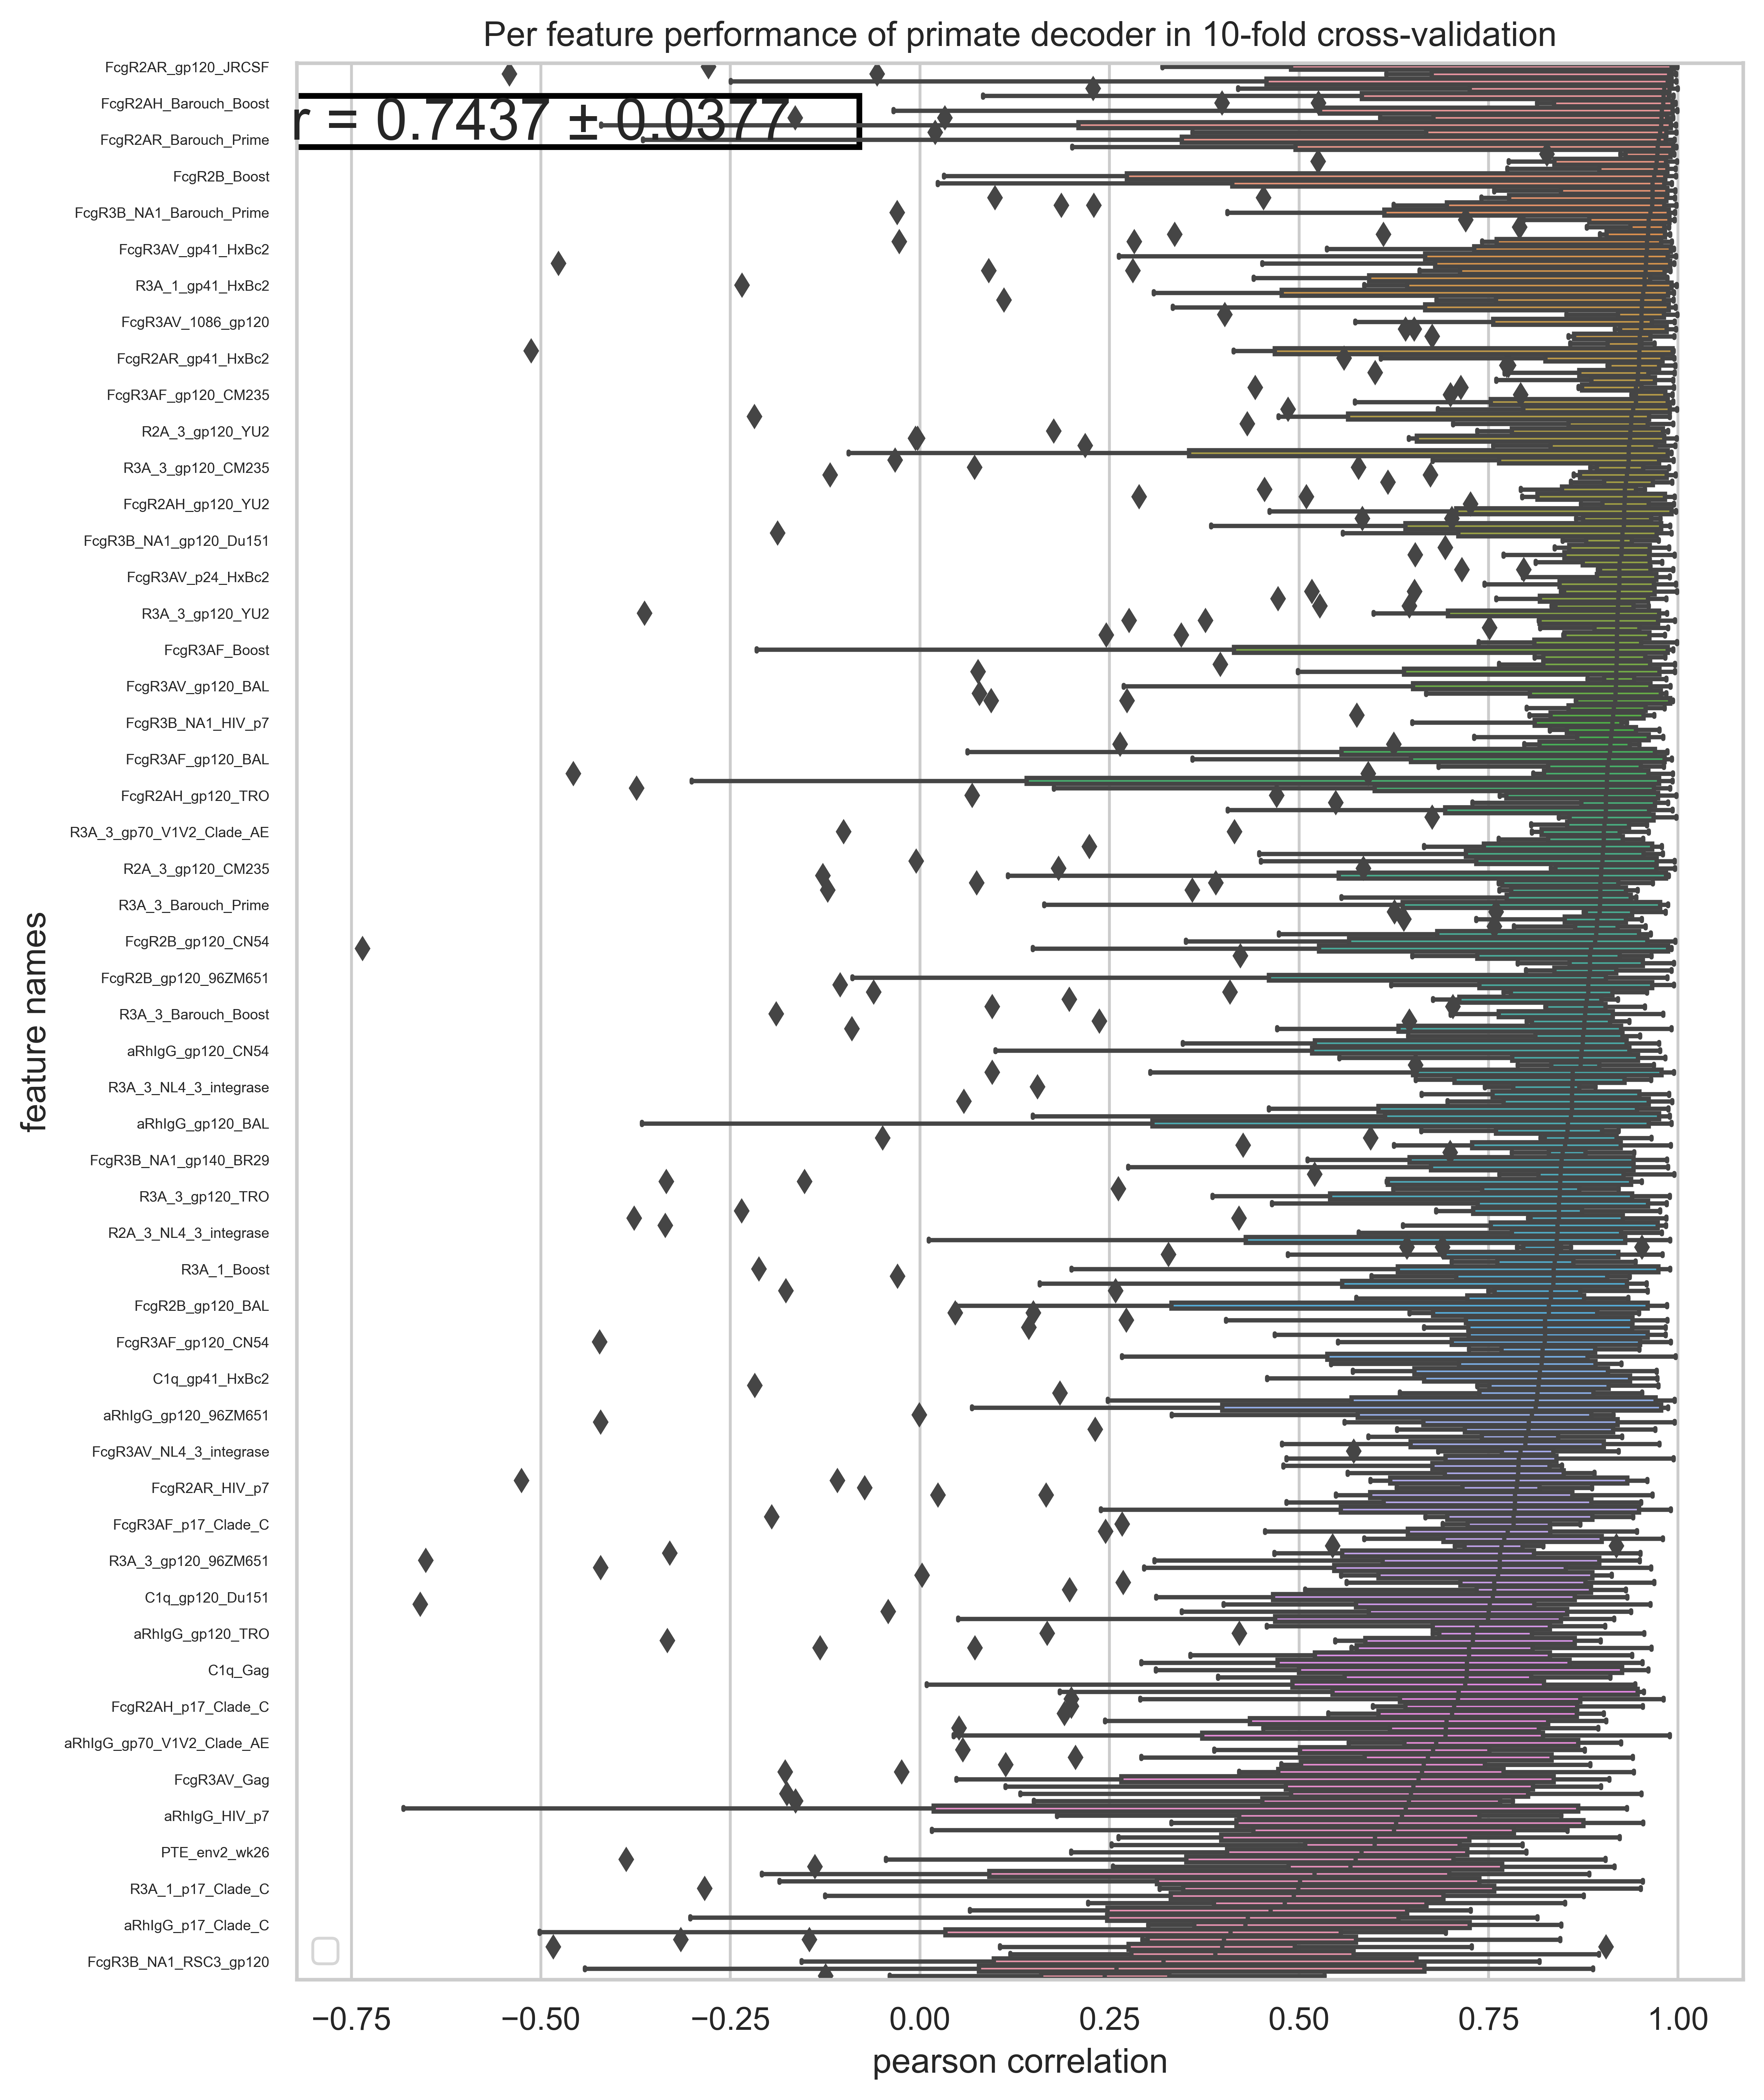 Per feature performance of primate decoder in 10-fold cross-validation
r = 0.7437 ± 0.0377
FcgR2AR_gp120_JRCSF
FcgR2AH_Barouch_Boost
FcgR2AR_Barouch_Prime
FcgR2B_Boost
FcgR3B_NA1_Barouch_Prime
FcgR3AV_gp41_HxBc2
R3A_1_gp41_HxBc2
FcgR3AV_1086_gp120
FcgR2AR_gp41_HxBc2
FcgR3AF_gp120_CM235
R2A_3_gp120_YU2
R3A_3_gp120_CM235
FcgR2AH_gp120_YU2
FcgR3B_NA1_gp120_Du151
FcgR3AV_p24_HxBc2
R3A_3_gp120_YU2
FcgR3AF_Boost
FcgR3AV_gp120_BAL
FcgR3B_NA1_HIV_p7
FcgR3AF_gp120_BAL
FcgR2AH_gp120_TRO
R3A_3_gp70_V1V2_Clade_AE
R2A_3_gp120_CM235
R3A_3_Barouch_Prime
FcgR2B_gp120_CN54
FcgR2B_gp120_96ZM651
R3A_3_Barouch_Boost
aRhIgG_gp120_CN54
R3A_3_NL4_3_integrase
aRhIgG_gp120_BAL
FcgR3B_NA1_gp140_BR29
R3A_3_gp120_TRO
R2A_3_NL4_3_integrase
R3A_1_Boost
FcgR2B_gp120_BAL
FcgR3AF_gp120_CN54
C1q_gp41_HxBc2
aRhIgG_gp120_96ZM651
FcgR3AV_NL4_3_integrase
FcgR2AR_HIV_p7
FcgR3AF_p17_Clade_C
R3A_3_gp120_96ZM651
C1q_gp120_Du151
aRhIgG_gp120_TRO
C1q_Gag
FcgR2AH_p17_Clade_C
aRhIgG_gp70_V1V2_Clade_AE
FcgR3AV_Gag
aRhIgG_HIV_p7
PTE_env2_wk26
R3A_1_p17_Clade_C
aRhIgG_p17_Clade_C
FcgR3B_NA1_RSC3_gp120
feature names
−0.75 −0.50 −0.25 0.00 0.25 0.50 0.75 1.00
pearson correlation